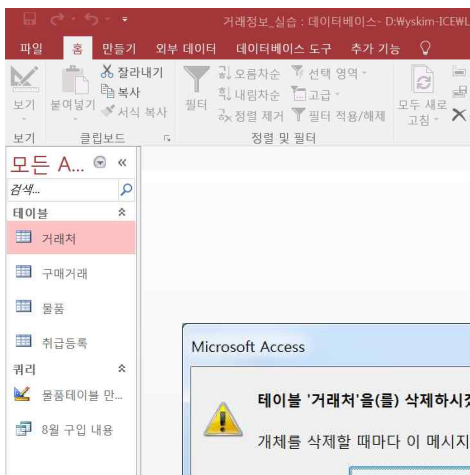 거래정보_실습 : 데이터베이스- D:₩yskim-ICE₩L
파일 홈 만들기 외부 데이터 데이터베이스 도구 추가 기능
보기 붙여넣기 잘라내기 복사 서식 복사 필터 오름차순 내림차순 정렬 제거 선택 영역 고급 필터 적용/해제 모두 새로 고침
보기 클립보드 정렬 및 필터
모든 A...
검색...
테이블
거래처
구매거래
물품
취급등록
쿼리
물품테이블 만...
8월 구입 내용
Microsoft Access
테이블 '거래처'을(를) 삭제하시
개체를 삭제할 때마다 이 메시지